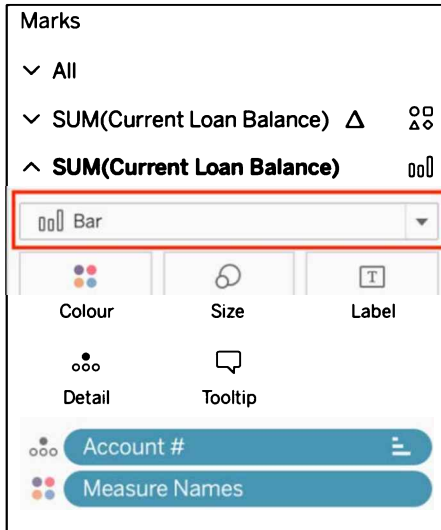 Marks
All
SUM(Current Loan Balance) Δ
SUM(Current Loan Balance)
Bar
T
Colour Size Label
Detail Tooltip
Account #
Measure Names